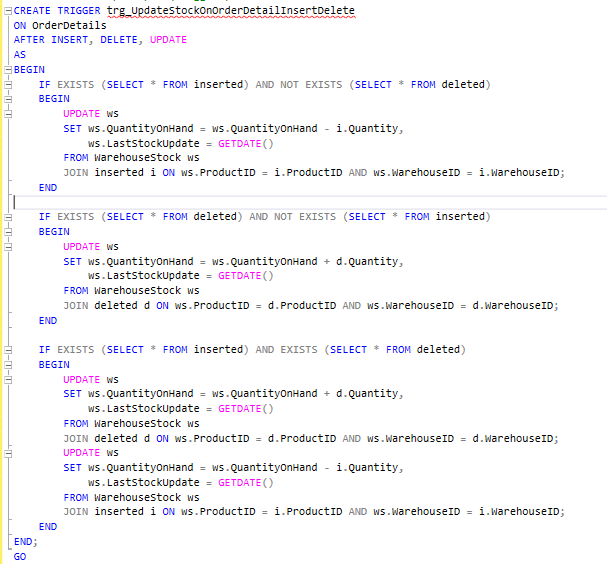 CREATE TRIGGER trg_UpdateStockOnOrderDetailInsertDelete
ON OrderDetails
AFTER INSERT, DELETE, UPDATE
AS
BEGIN
    IF EXISTS (SELECT * FROM inserted) AND NOT EXISTS (SELECT * FROM deleted)
    BEGIN
        UPDATE ws
        SET ws.QuantityOnHand = ws.QuantityOnHand - i.Quantity,
            ws.LastStockUpdate = GETDATE()
        FROM WarehouseStock ws
        JOIN inserted i ON ws.ProductID = i.ProductID AND ws.WarehouseID = i.WarehouseID;
    END

    IF EXISTS (SELECT * FROM deleted) AND NOT EXISTS (SELECT * FROM inserted)
    BEGIN
        UPDATE ws
        SET ws.QuantityOnHand = ws.QuantityOnHand + d.Quantity,
            ws.LastStockUpdate = GETDATE()
        FROM WarehouseStock ws
        JOIN deleted d ON ws.ProductID = d.ProductID AND ws.WarehouseID = d.WarehouseID;
    END

    IF EXISTS (SELECT * FROM inserted) AND EXISTS (SELECT * FROM deleted)
    BEGIN
        UPDATE ws
        SET ws.QuantityOnHand = ws.QuantityOnHand + d.Quantity,
            ws.LastStockUpdate = GETDATE()
        FROM WarehouseStock ws
        JOIN deleted d ON ws.ProductID = d.ProductID AND ws.WarehouseID = d.WarehouseID;
        UPDATE ws
        SET ws.QuantityOnHand = ws.QuantityOnHand - i.Quantity,
            ws.LastStockUpdate = GETDATE()
        FROM WarehouseStock ws
        JOIN inserted i ON ws.ProductID = i.ProductID AND ws.WarehouseID = i.WarehouseID;
    END
END;
GO